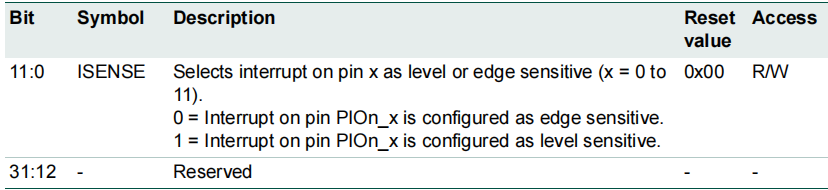 Bit Symbol Description Reset value Access
11:0 ISENSE Selects interrupt on pin x as level or edge sensitive (x = 0 to 11). 0x00 R/W
0 = Interrupt on pin PIOn_x is configured as edge sensitive.
1 = Interrupt on pin PIOn_x is configured as level sensitive.
31:12 - Reserved - -